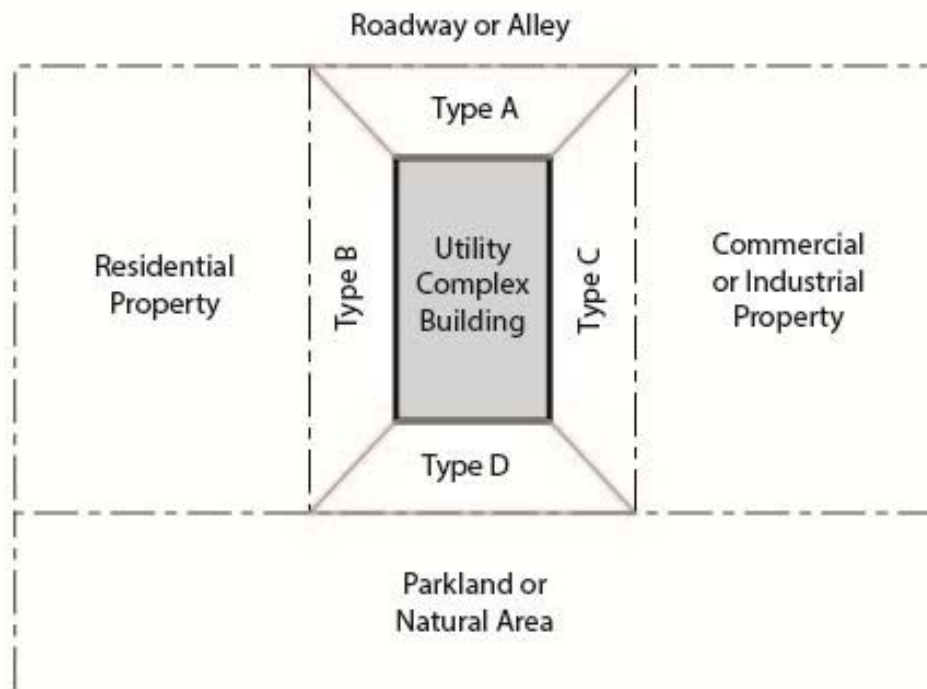 Roadway or Alley
Type A
Residential
Property
Type B
Utility
Complex
Building
Type C
Commercial
or Industrial
Property
Type D
Parkland or
Natural Area